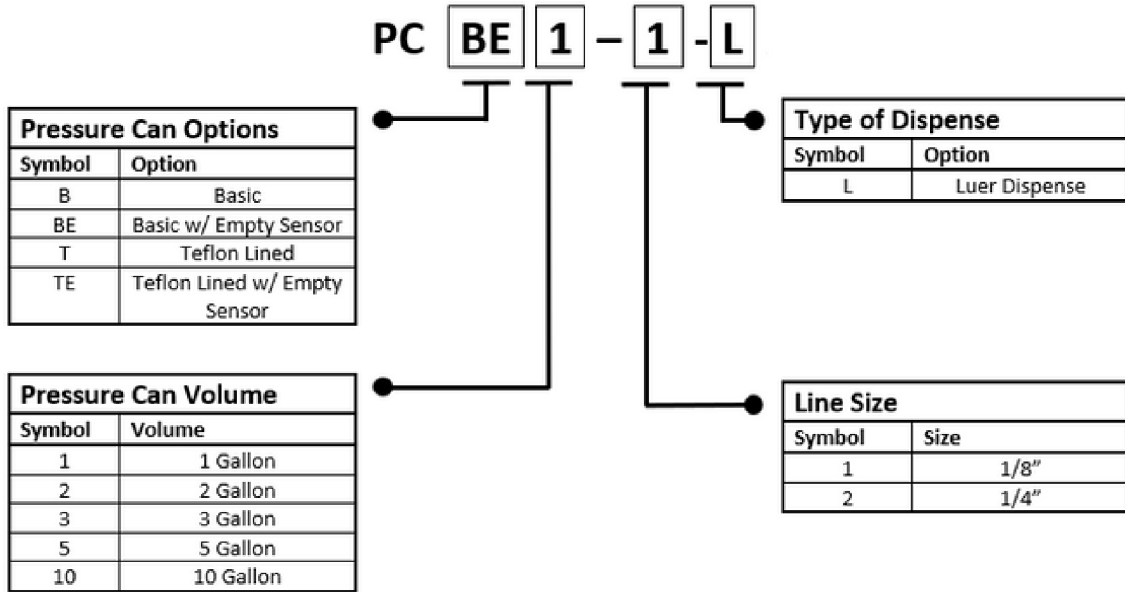 PC BE 1 – 1 - L
Pressure Can Options
Symbol Option
B Basic
BE Basic w/ Empty Sensor
T Teflon Lined
TE Teflon Lined w/ Empty
Sensor
Pressure Can Volume
Symbol Volume
1 1 Gallon
2 2 Gallon
3 3 Gallon
5 5 Gallon
10 10 Gallon
Type of Dispense
Symbol Option
L Luer Dispense
Line Size
Symbol Size
1 1/8”
2 1/4”